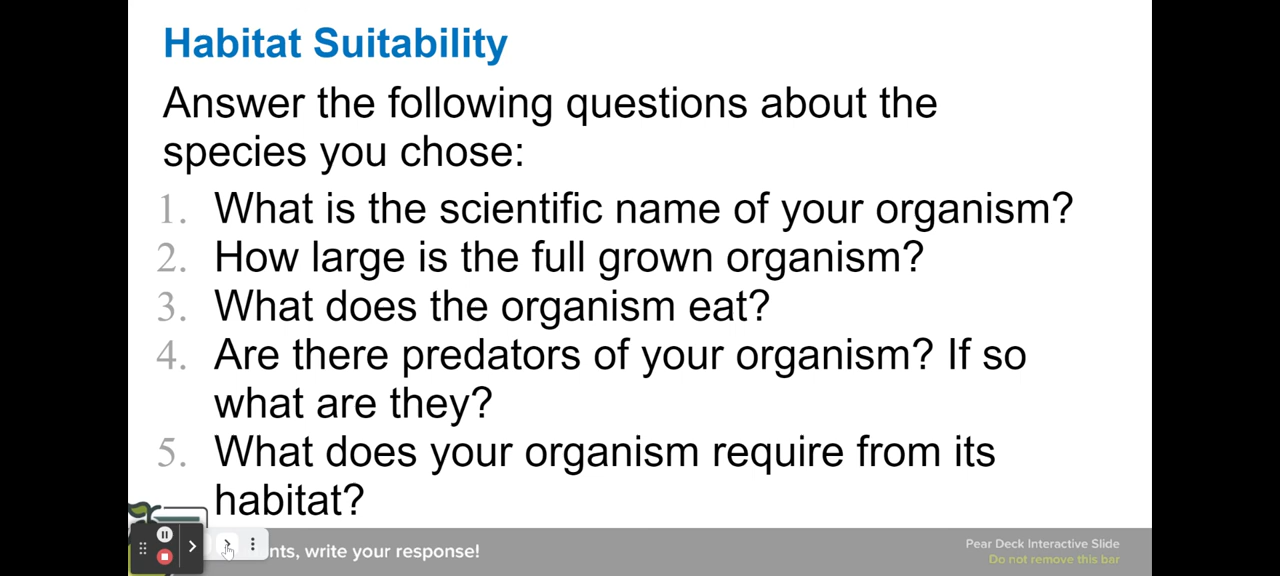 Habitat Suitability
Answer the following questions about the
species you chose:
1. What is the scientific name of your organism?
2. How large is the full grown organism?
3. What does the organism eat?
4. Are there predators of your organism? If so
what are they?
5. What does your organism require from its
habitat?
nts, write your response!
Pear Deck Interactive Slide
Do not remove this bar